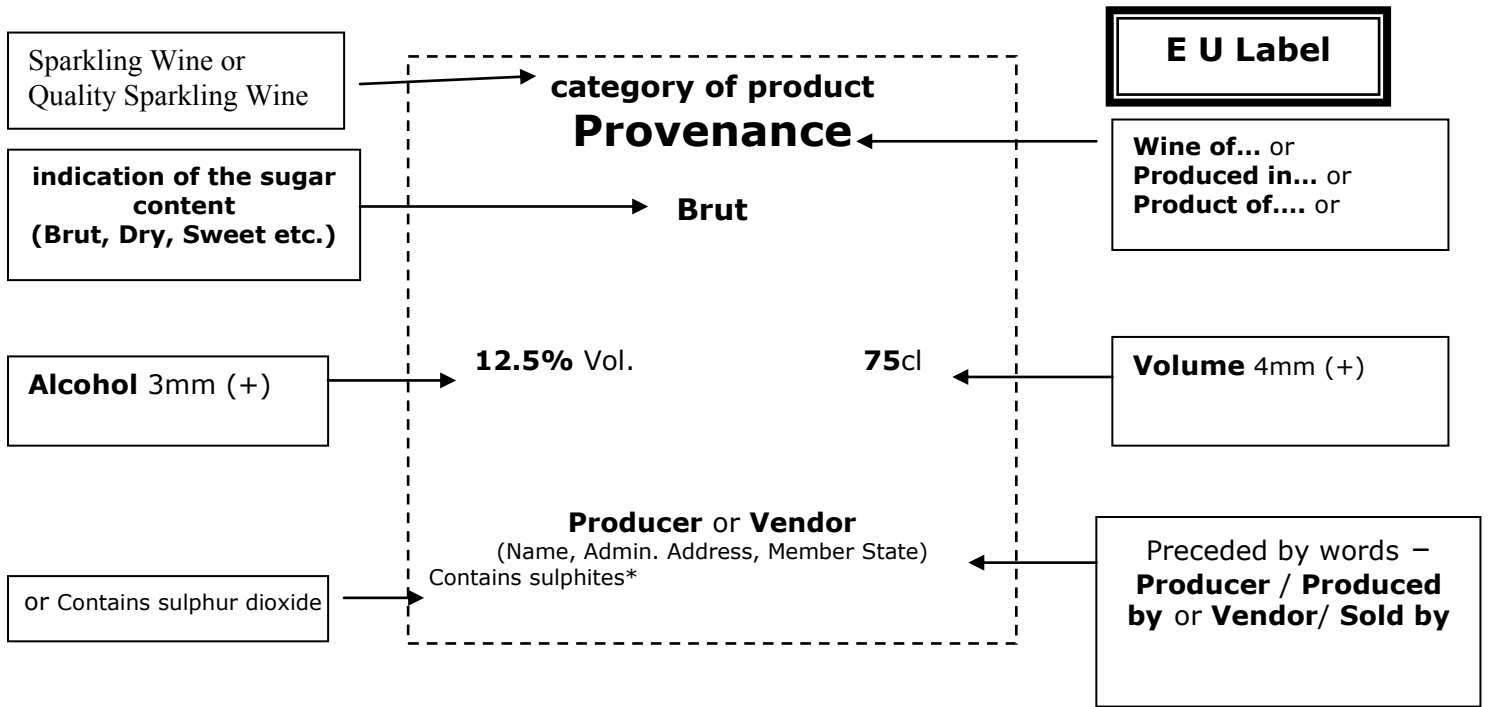 E U Label
Sparkling Wine or
Quality Sparkling Wine
category of product
Provenance
Wine of… or
Produced in… or
Product of…. or
indication of the sugar
content
(Brut, Dry, Sweet etc.)
Brut
Alcohol 3mm (+)
12.5% Vol.
75cl
Volume 4mm (+)
Producer or Vendor
(Name, Admin. Address, Member State)
Contains sulphites*
or Contains sulphur dioxide
Preceded by words –
Producer / Produced
by or Vendor/ Sold by